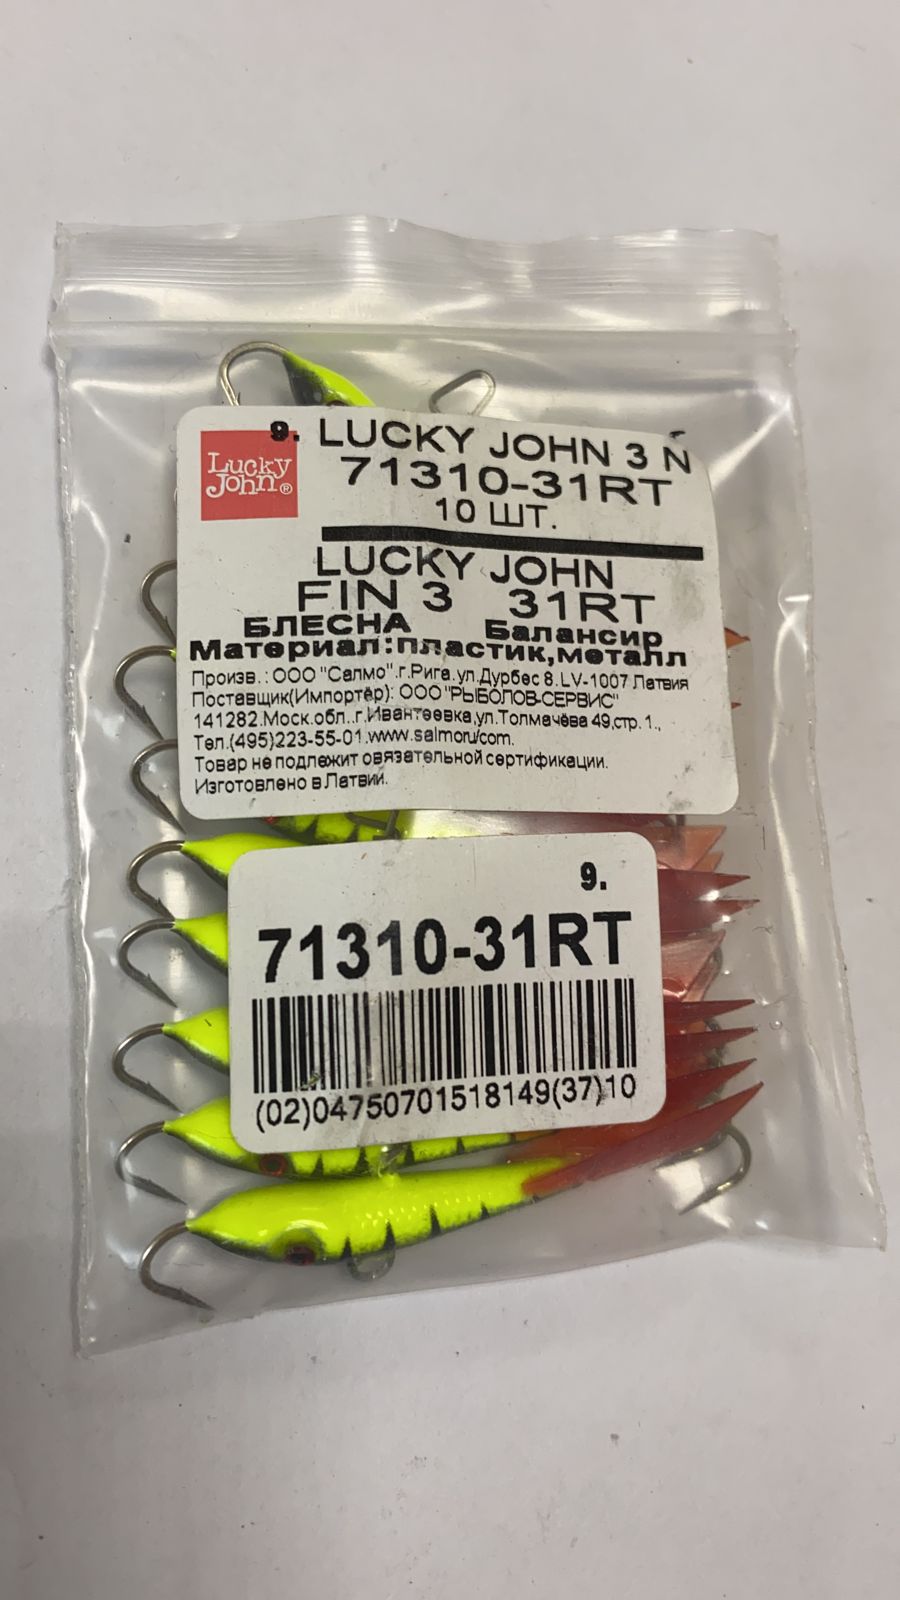 Lucky
John®
9. LUCKY JOHN 3 N
71310-31RT
10 ШТ.
LUCKY JOHN
FIN 3 31RT
БЛЕСНА Балансир
Материал:пластик,металл
Произв.: ООО "Салмо".г.Рига.ул.Дурбес 8.LV-1007 Латвия
Поставщик(Импортёр): ООО "РЫБОЛОВ-СЕРВИС"
141282.Моск.обл..г.Ивантеевка,ул.Толмачёва 49,стр.1.,
Тел.(495)223-55-01,www.salmoru/com.
Товар не подлежит овязательной сертификации.
Изготовлено в Латвии.
9.
71310-31RT
(02)04750701518149(37)10